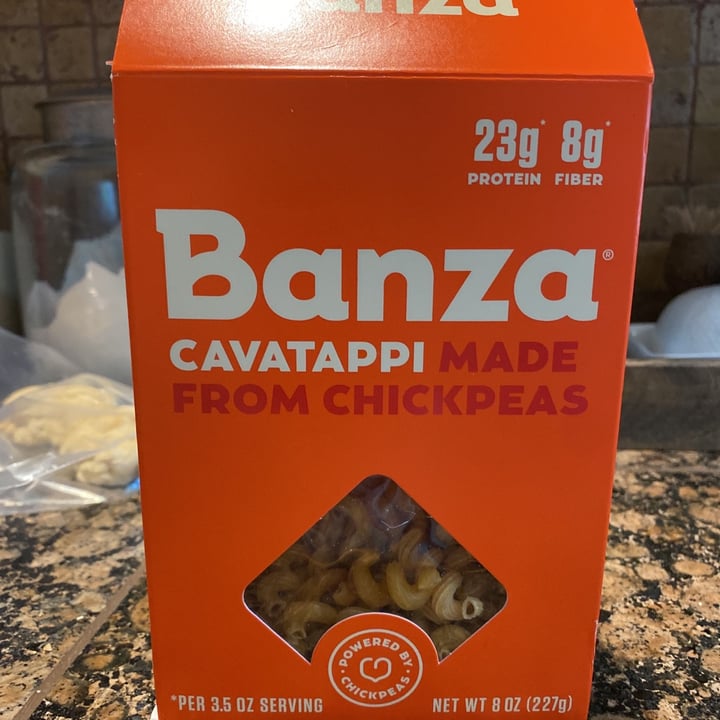 Banza
23g* 8g*
PROTEIN FIBER
Banza®
CAVATAPPI MADE
FROM CHICKPEAS
POWERED BY
CHICKPEAS
*PER 3.5 OZ SERVING
NET WT 8 OZ (227g)